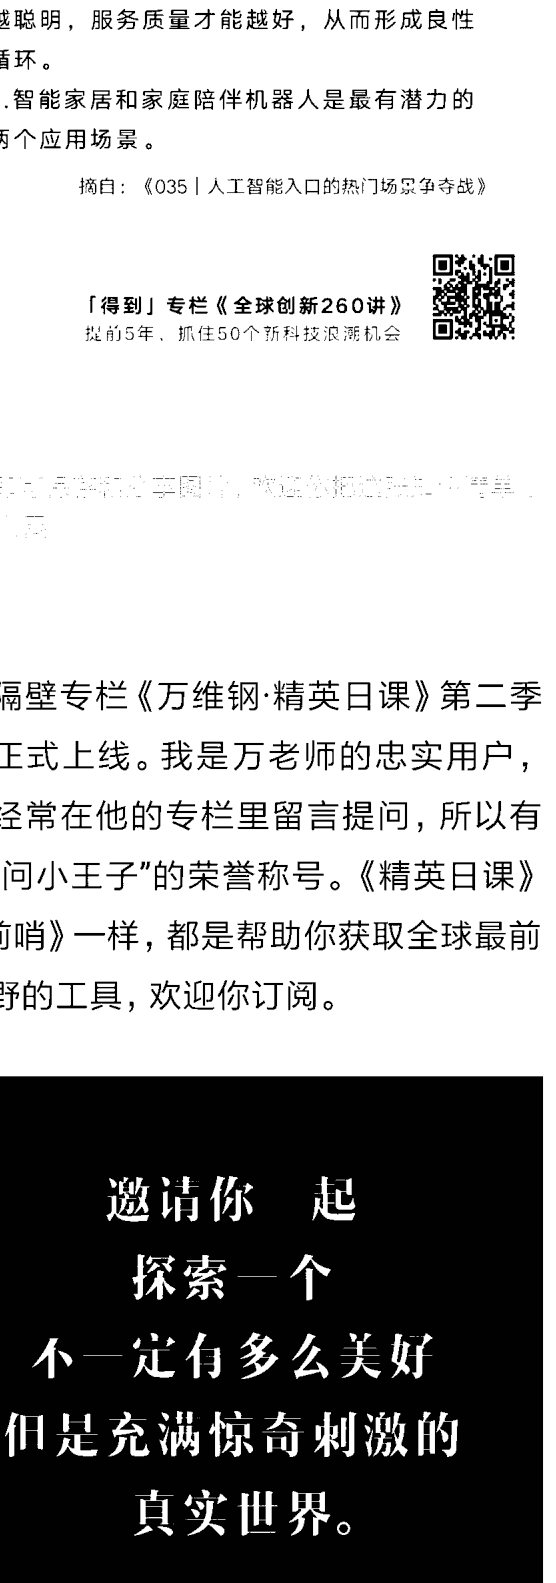 越聪明，服务质量才能越好，从而形成良性
循环。
.智能家居和家庭陪伴机器人是最有潜力的
两个应用场景。
摘自：《035｜人工智能入口的热门场景争夺战》
「得到」专栏《全球创新260讲》
提前5年，抓住50个新科技浪潮机会
隔壁专栏《万维钢·精英日课》第二季
正式上线。我是万老师的忠实用户，
经常在他的专栏里留言提问，所以有
问小王子”的荣誉称号。《精英日课》
前哨》一样，都是帮助你获取全球最前
野的工具，欢迎你订阅。
邀请你一起
探索一个
不一定有多么美好
但是充满惊奇刺激的
真实世界。